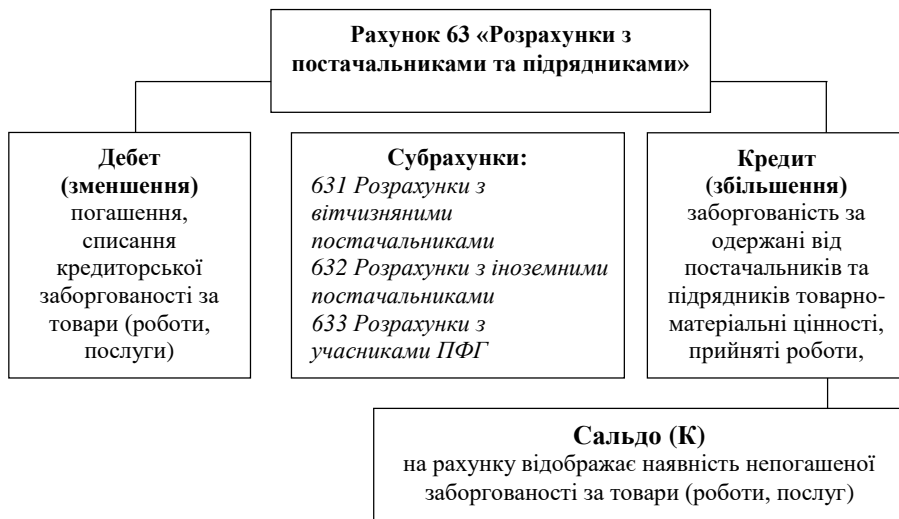 Рахунок 63 «Розрахунки з
постачальниками та підрядниками»
Дебет
(зменшення)
погашення,
списання
кредиторської
заборгованості за
товари (роботи,
послуги)
Субрахунки:
631 Розрахунки з
вітчизняними
постачальниками
632 Розрахунки з іноземними
постачальниками
633 Розрахунки з
учасниками ПФГ
Кредит
(збільшення)
заборгованість за
одержані від
постачальників та
підрядників товарно-
матеріальні цінності,
прийняті роботи,
Сальдо (К)
на рахунку відображає наявність непогашеної
заборгованості за товари (роботи, послуг)